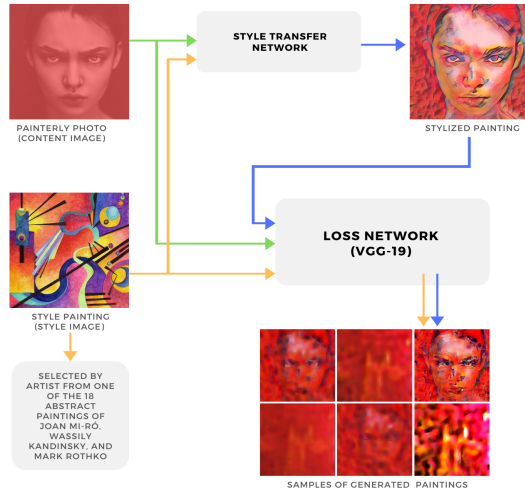 STYLE TRANSFER
NETWORK
PAINTERLY PHOTO
(CONTENT IMAGE)
STYLIZED PAINTING
LOSS NETWORK
(VGG-19)
STYLE PAINTING
(STYLE IMAGE)
SELECTED BY
ARTIST FROM ONE
OF THE 18
ABSTRACT
PAINTINGS OF
JOAN MI-RÓ,
WASSILY
KANDINSKY, AND
MARK ROTHKO
SAMPLES OF GENERATED PAINTINGS